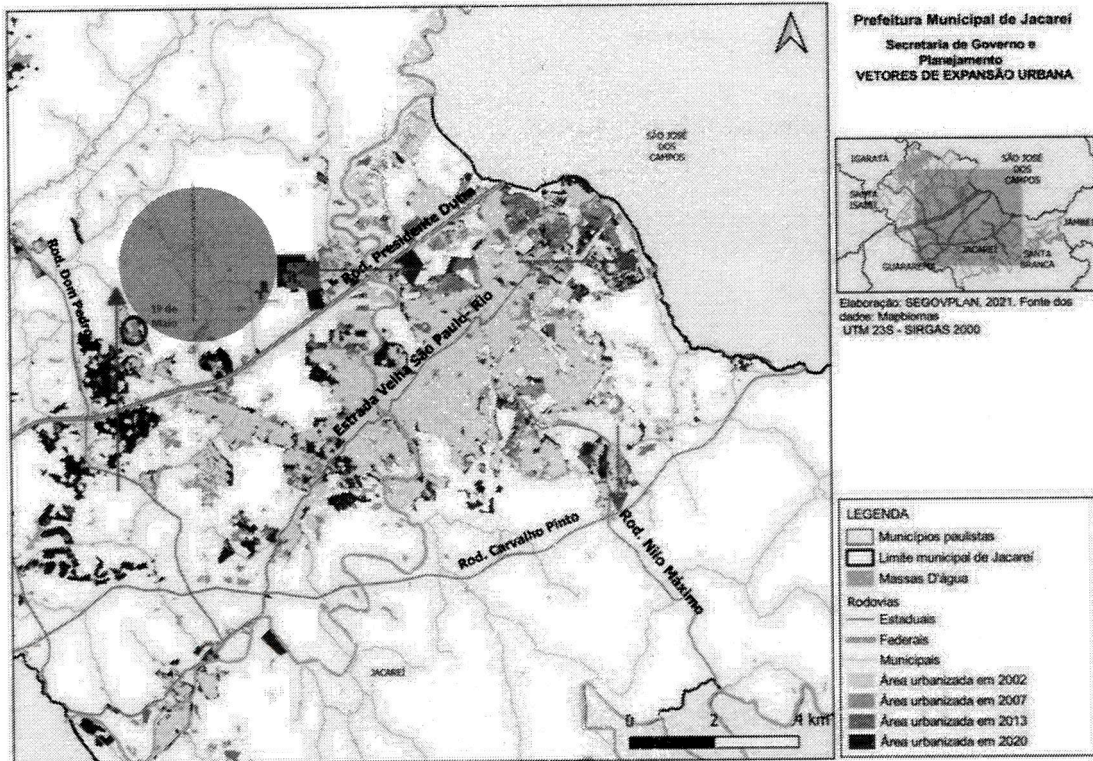 Prefeitura Municipal de Jacareí
Secretaria de Governo e
Planejamento
VETORES DE EXPANSÃO URBANA
SÃO JOSÉ
DOS
CAMPOS
IGARATÁ
SÃO JOSÉ
DOS
CAMPOS
SANTA
ISABEL
JAMBEI
JACAREÍ
SANTA
BRANCA
GUARAREMA
Elaboração: SEGOVPLAN, 2021. Fonte dos
dados: Mapbiomas
UTM 23S - SIRGAS 2000
Rod. Presidente Dutra
Rod. Dom Pedro
19 de
Maio
Estrada Velha São Paulo- Rio
Rod. Carvalho Pinto
Rod. Nilo Máximo
JACAREÍ
0 2 4 km
LEGENDA
Municípios paulistas
Limite municipal de Jacareí
Massas D'água
Rodovias
Estaduais
Federais
Municipais
Área urbanizada em 2002
Área urbanizada em 2007
Área urbanizada em 2013
Área urbanizada em 2020